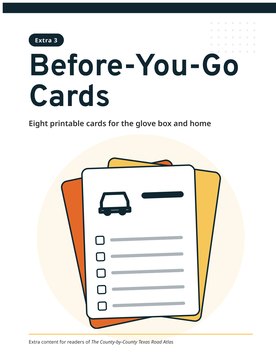 Extra 3
Before-You-Go
Cards
Eight printable cards for the glove box and home
Extra content for readers of The County-by-County Texas Road Atlas